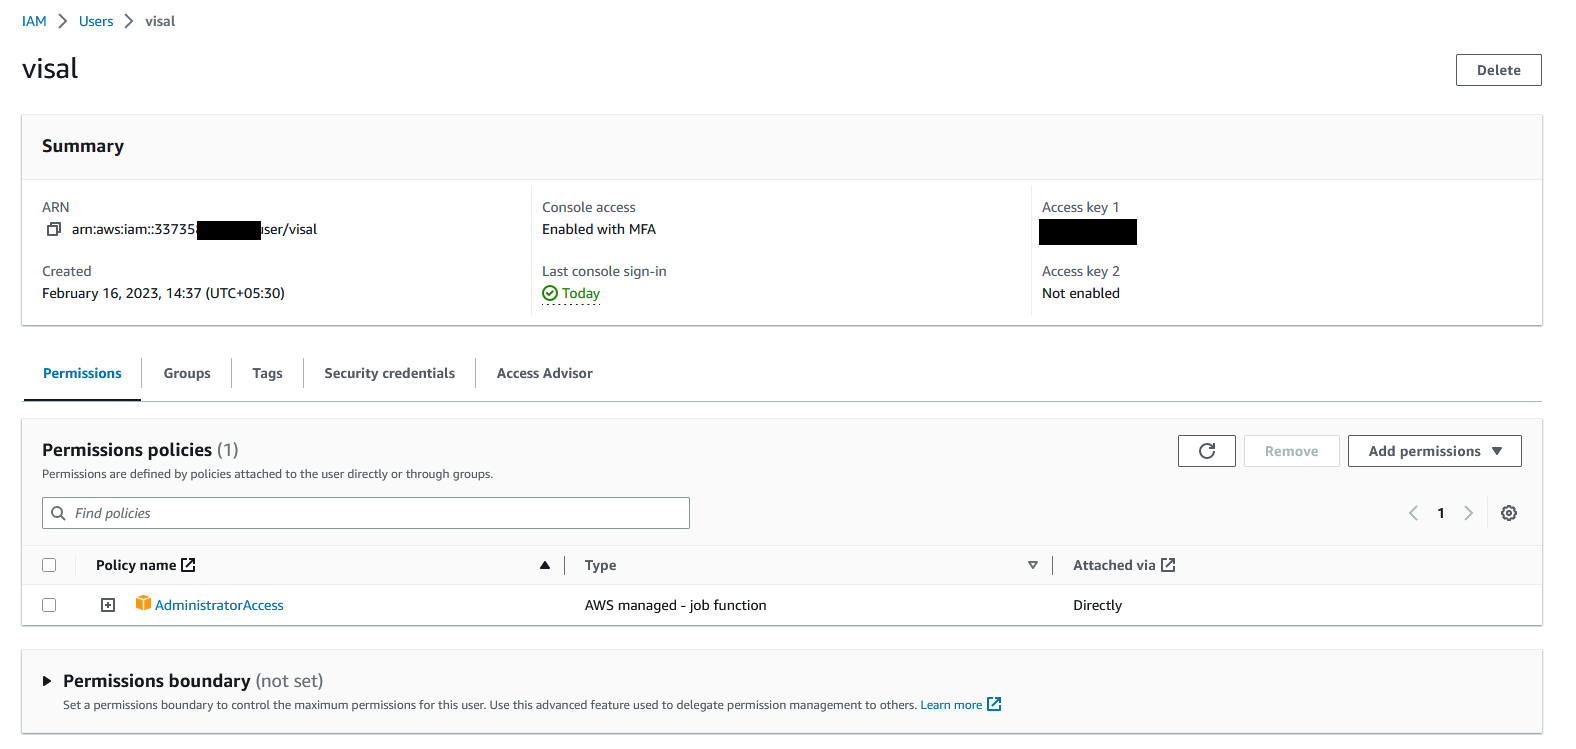 IAM > Users > visal
visal
Delete
Summary
ARN
arn:aws:iam::33735 user/visal
Created
February 16, 2023, 14:37 (UTC+05:30)
Console access
Enabled with MFA
Last console sign-in
Today
Access key 1
Access key 2
Not enabled
Permissions Groups Tags Security credentials Access Advisor
Permissions policies (1)
Permissions are defined by policies attached to the user directly or through groups.
Remove
Add permissions
Find policies
1
Policy name Type Attached via
AdministratorAccess AWS managed - job function Directly
Permissions boundary (not set)
Set a permissions boundary to control the maximum permissions for this user. Use this advanced feature used to delegate permission management to others. Learn more